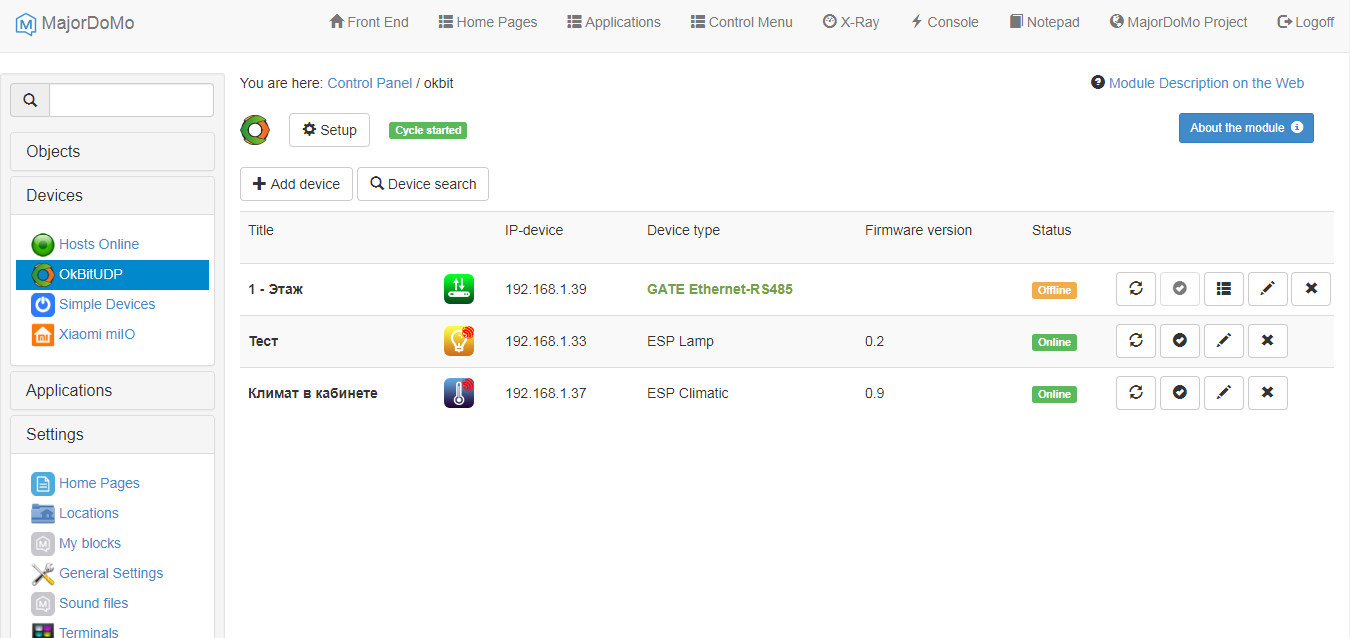 MajorDoMo
Front End
Home Pages
Applications
Control Menu
X-Ray
Console
Notepad
MajorDoMo Project
Logoff
You are here: Control Panel / okbit
Module Description on the Web
Setup
Cycle started
About the module
Add device
Device search
Objects
Devices
Hosts Online
OkBitUDP
Simple Devices
Xiaomi miIO
Applications
Settings
Home Pages
Locations
My blocks
General Settings
Sound files
Terminals
Title IP-device Device type Firmware version Status
1 - Этаж 192.168.1.39 GATE Ethernet-RS485 Offline
Тест 192.168.1.33 ESP Lamp 0.2 Online
Климат в кабинете 192.168.1.37 ESP Climatic 0.9 Online